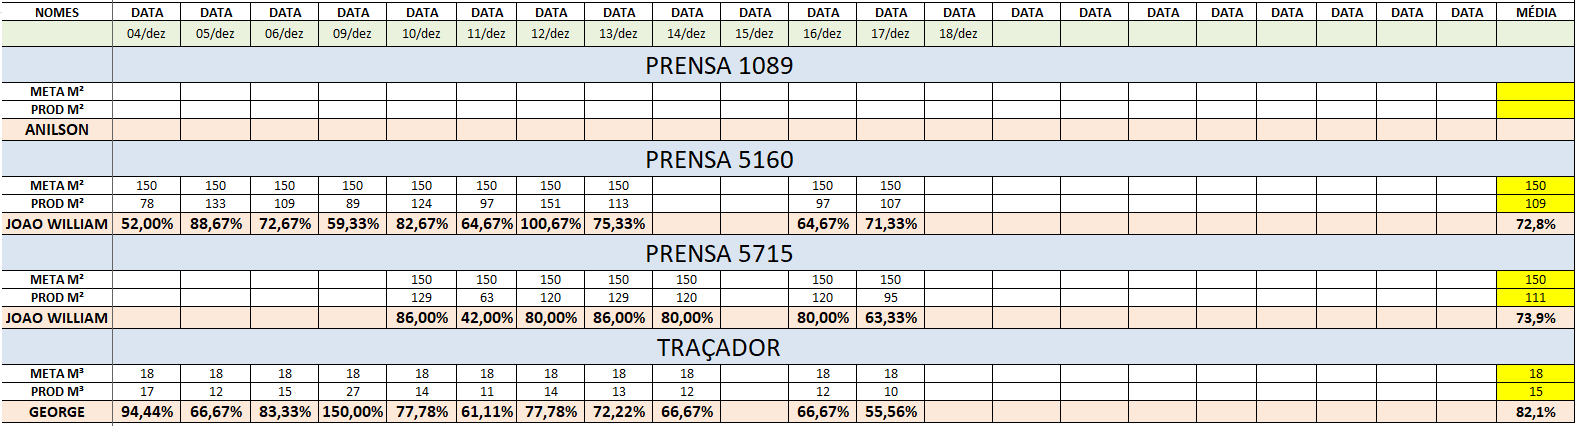 NOMES DATA DATA DATA DATA DATA DATA DATA DATA DATA DATA DATA DATA DATA DATA DATA DATA DATA DATA DATA DATA DATA DATA MÉDIA
04/dez 05/dez 06/dez 09/dez 10/dez 11/dez 12/dez 13/dez 14/dez 15/dez 16/dez 17/dez 18/dez
PRENSA 1089
META M²
PROD M²
ANILSON
PRENSA 5160
META M² 150 150 150 150 150 150 150 150 150 150 150
PROD M² 78 133 109 89 124 97 151 113 97 107 109
JOAO WILLIAM 52,00% 88,67% 72,67% 59,33% 82,67% 64,67% 100,67% 75,33% 64,67% 71,33% 72,8%
PRENSA 5715
META M² 150 150 150 150 150 150 150 150
PROD M² 129 63 120 129 120 120 95 111
JOAO WILLIAM 86,00% 42,00% 80,00% 86,00% 80,00% 80,00% 63,33% 73,9%
TRAÇADOR
META M³ 18 18 18 18 18 18 18 18 18 18 18 18
PROD M³ 17 12 15 27 14 11 14 13 12 12 10 15
GEORGE 94,44% 66,67% 83,33% 150,00% 77,78% 61,11% 77,78% 72,22% 66,67% 66,67% 55,56% 82,1%